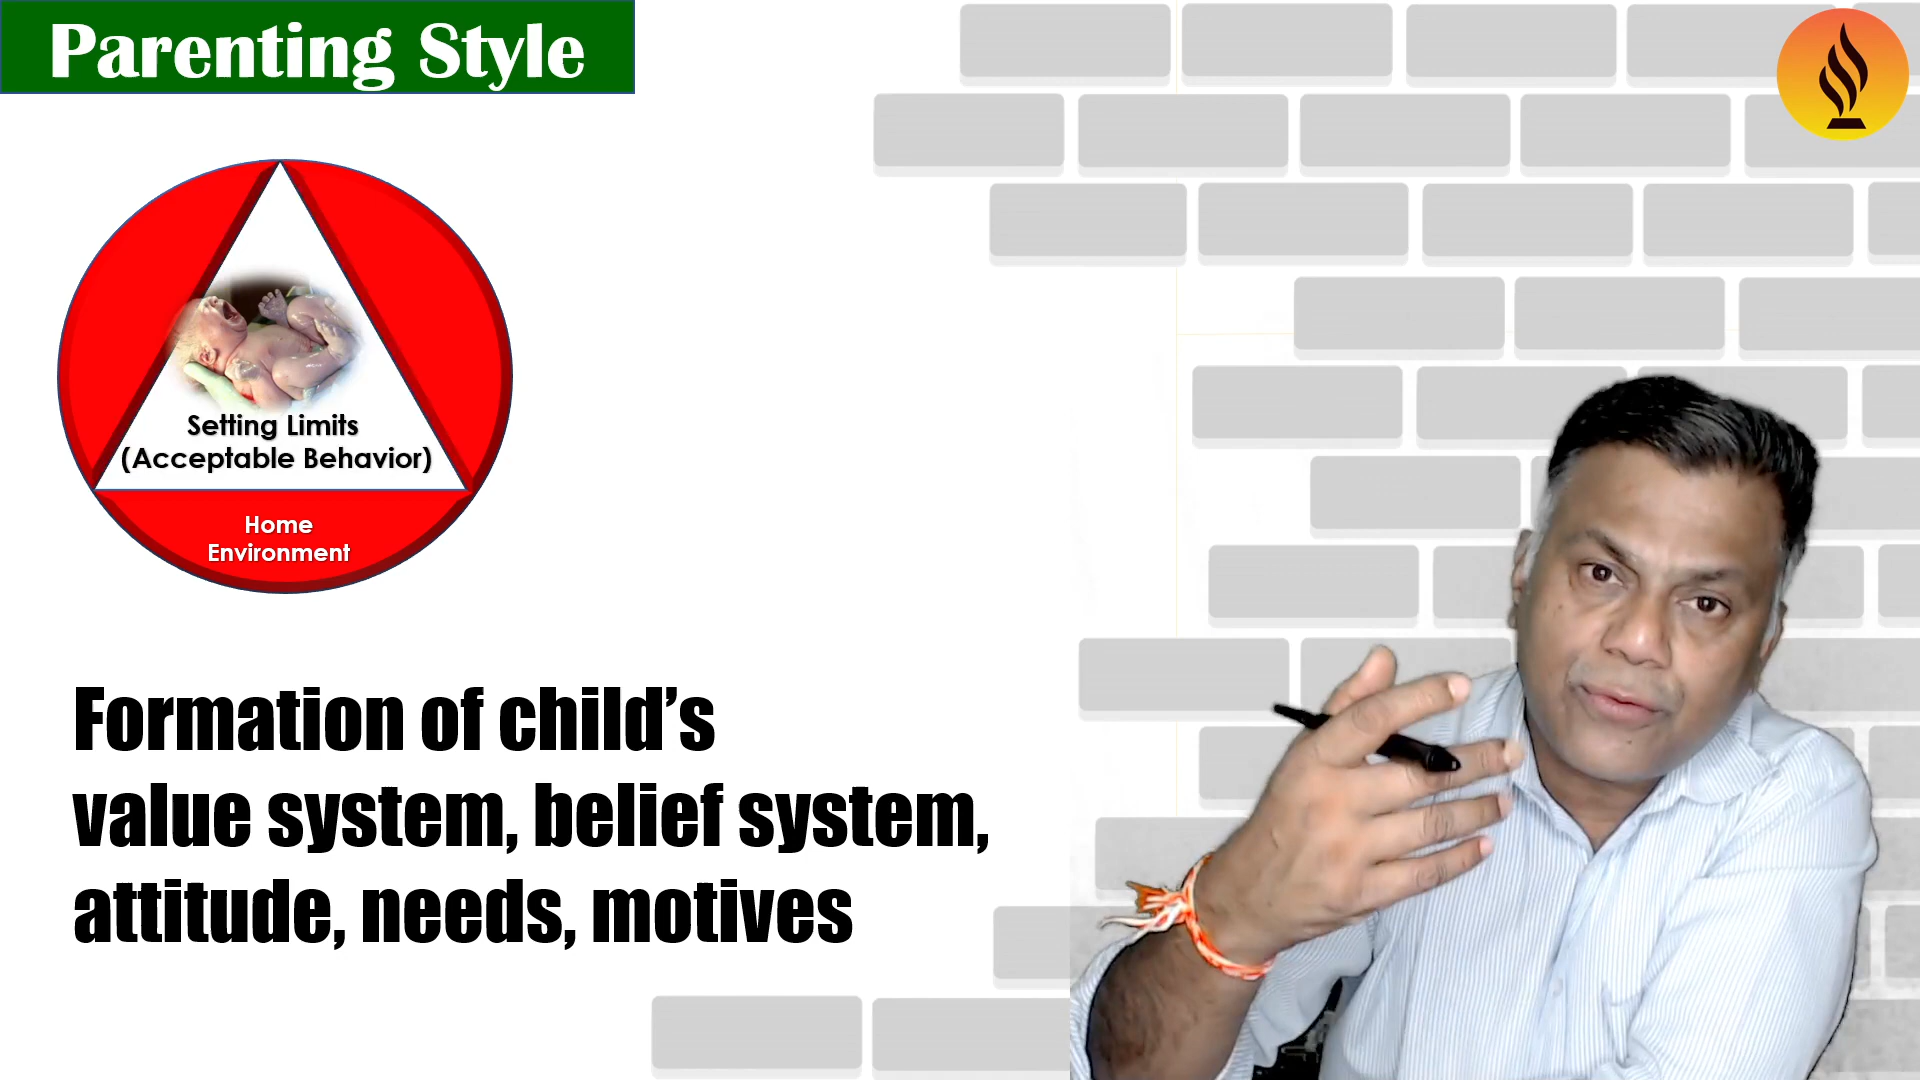 Parenting Style
Setting Limits
(Acceptable Behavior)
Home
Environment
Formation of child’s
value system, belief system,
attitude, needs, motives